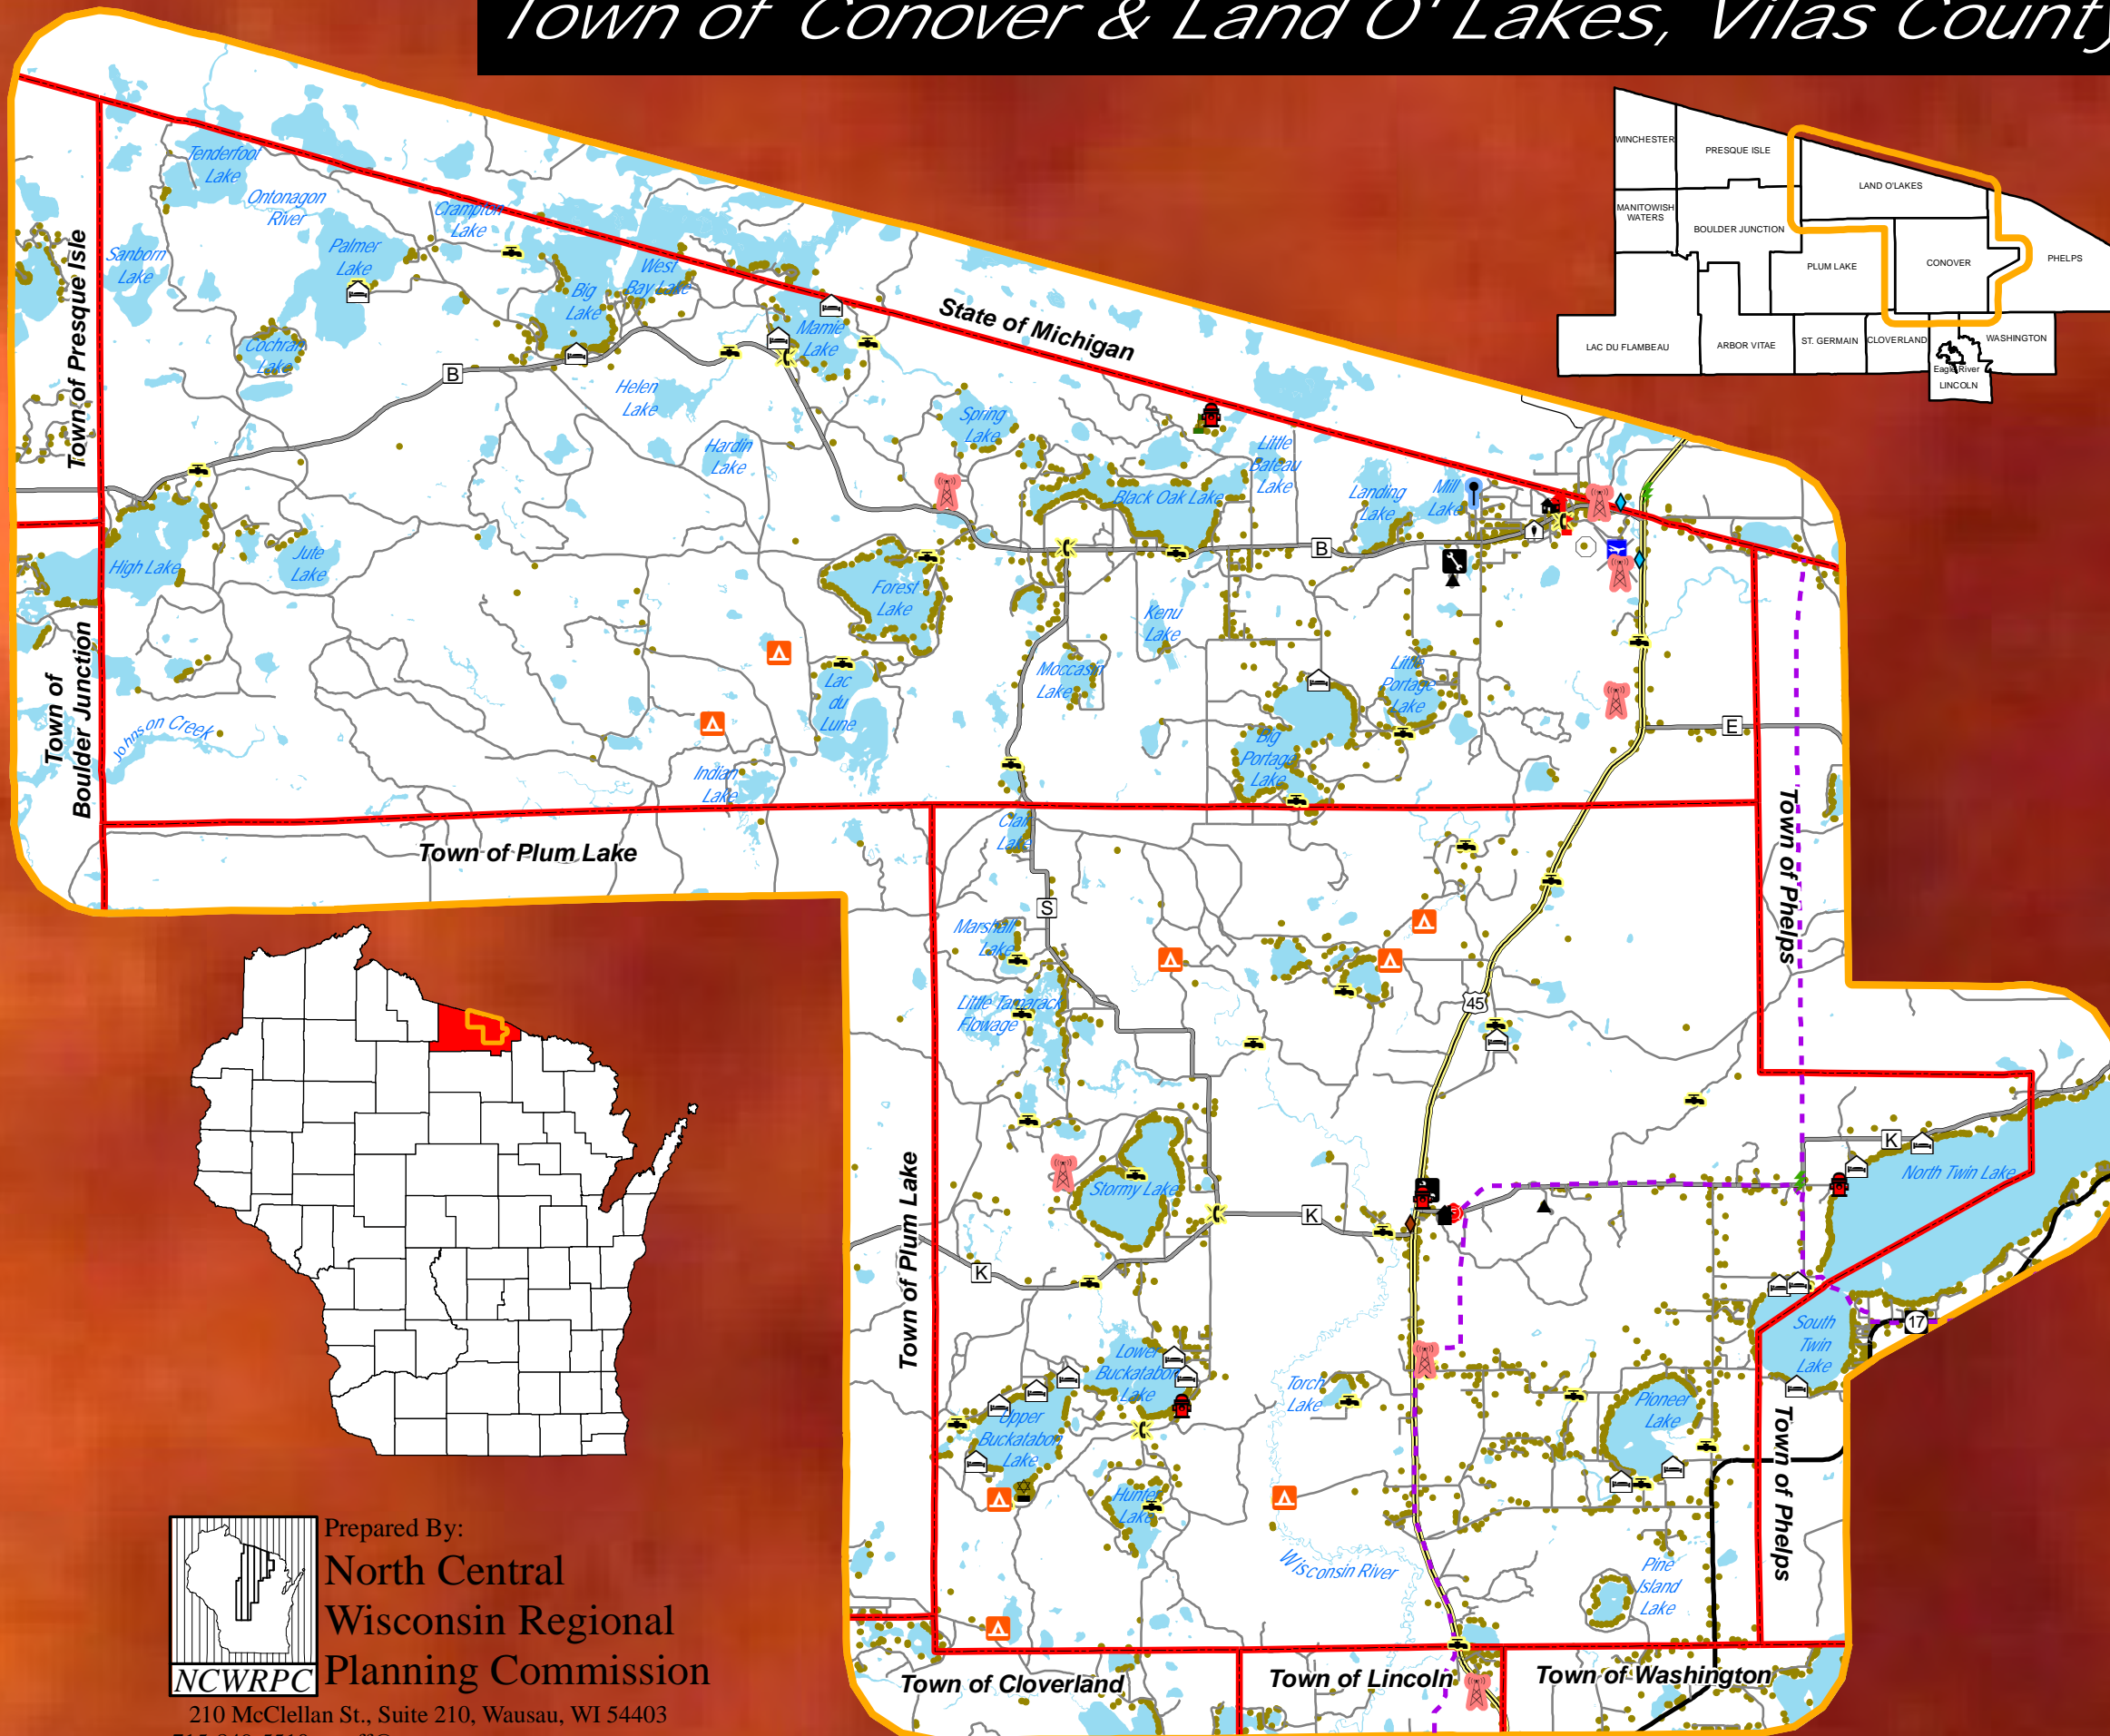 Town of Conover & Land O' Lakes, Vilas County
WINCHESTER
PRESQUE ISLE
LAND O'LAKES
MANITOWISH
WATERS
BOULDER JUNCTION
PLUM LAKE
CONOVER
PHELPS
LAC DU FLAMBEAU
ARBOR VITAE
ST. GERMAIN
CLOVERLAND
WASHINGTON
Eagle River
LINCOLN
Tenderfoot
Lake
Ontonagon
River
Crampton
Lake
Sanborn
Lake
Palmer
Lake
Big
Lake
West
Bay Lake
Mamie
Lake
State of Michigan
Town of Presque Isle
Cochran
Lake
B
Helen
Lake
Hardin
Lake
Spring
Lake
Little
Bateau
Lake
Black Oak Lake
Landing
Lake
Mill
Lake
B
High Lake
Jute
Lake
Forest
Lake
Kenu
Lake
Moccasin
Lake
Little
Portage
Lake
Lac
du
Lune
Big
Portage
Lake
E
Town of
Boulder Junction
Johnson Creek
Indian
Lake
Town of Plum Lake
Clair
Lake
Town of Phelps
S
Marshall
Lake
Little Tamarack
Flowage
45
K
North Twin Lake
Stormy Lake
K
K
Town of Plum Lake
17
South
Twin
Lake
Lower
Buckatabon
Lake
Torch
Lake
Pioneer
Lake
Upper
Buckatabon
Lake
Hunter
Lake
Town of Phelps
Wisconsin River
Pine
Island
Lake
Town of Cloverland
Town of Lincoln
Town of Washington
Prepared By:
North Central
Wisconsin Regional
Planning Commission
NCWRPC
210 McClellan St., Suite 210, Wausau, WI 54403